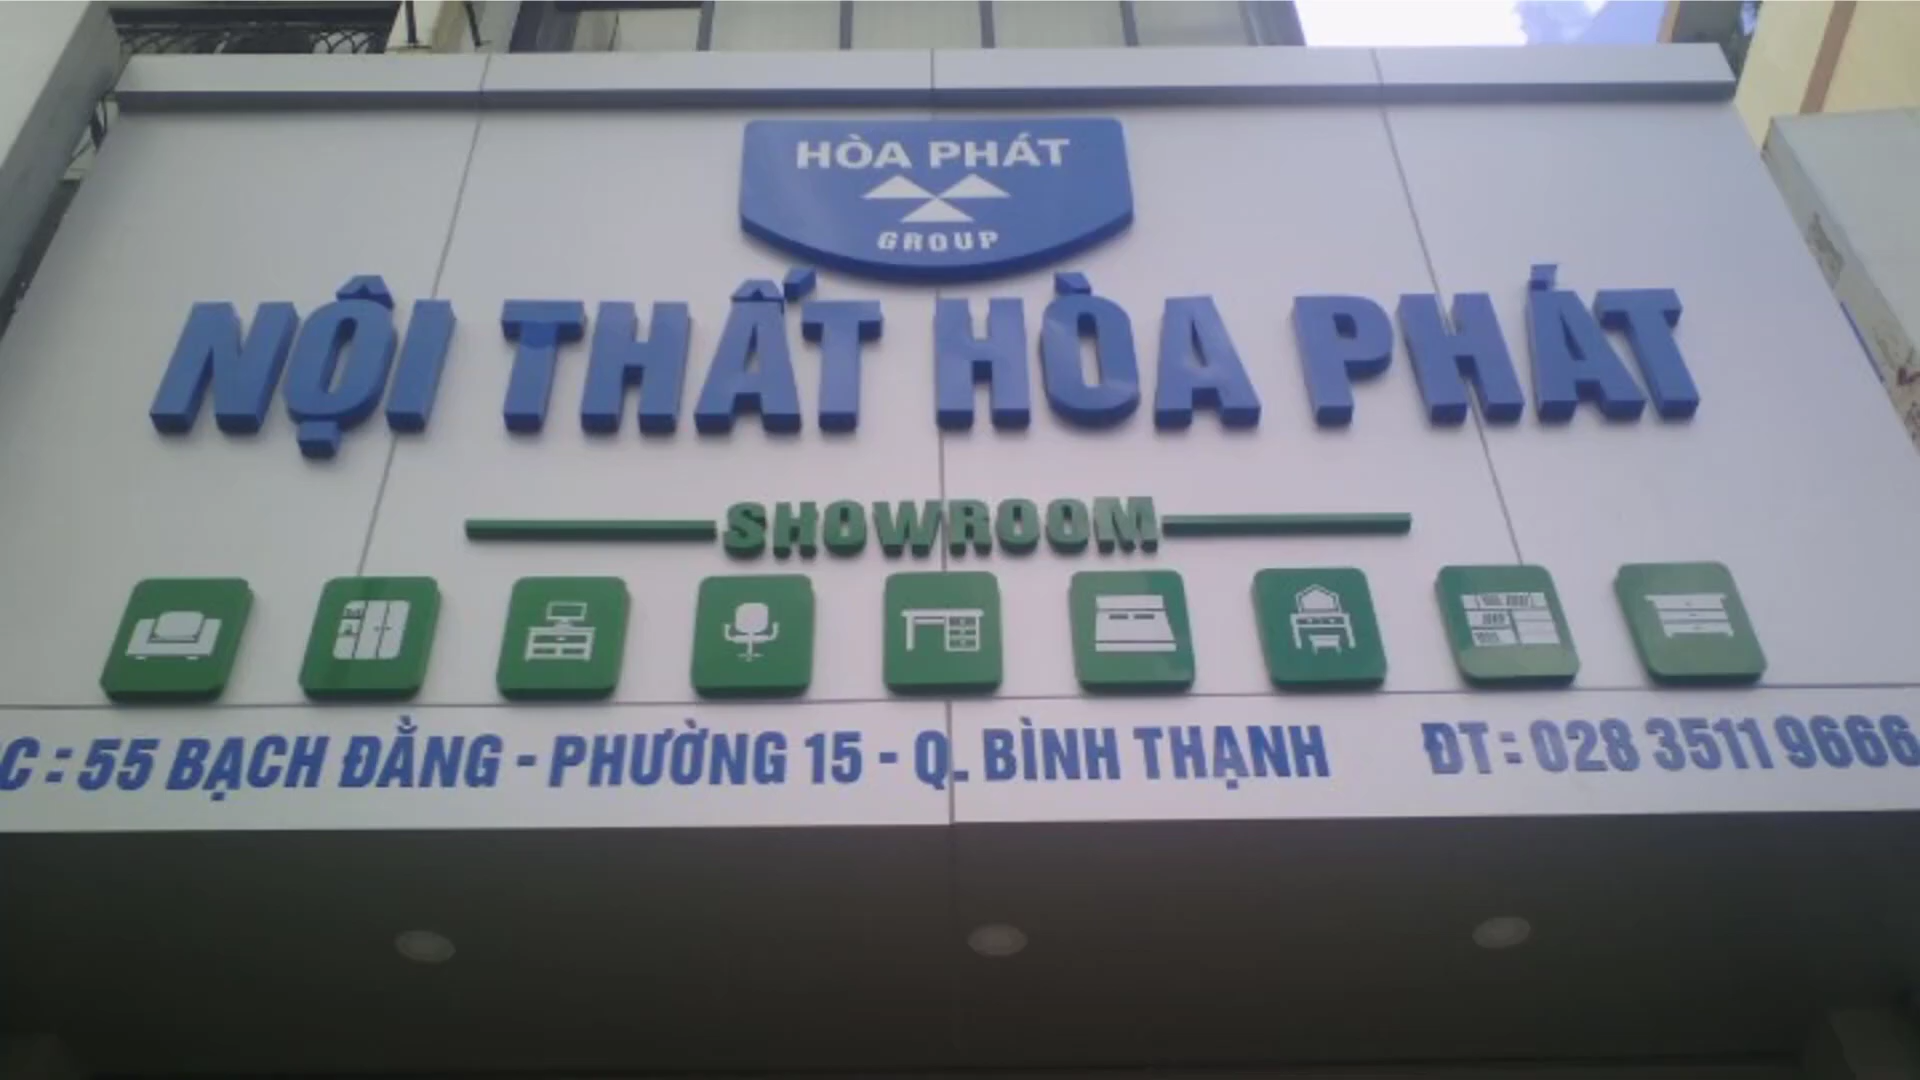 HÒA PHÁT
GROUP
NỘI THẤT HÒA PHÁT
SHOWROOM
C : 55 BẠCH ĐẰNG - PHƯỜNG 15 - Q. BÌNH THẠNH ĐT : 028 3511 9666